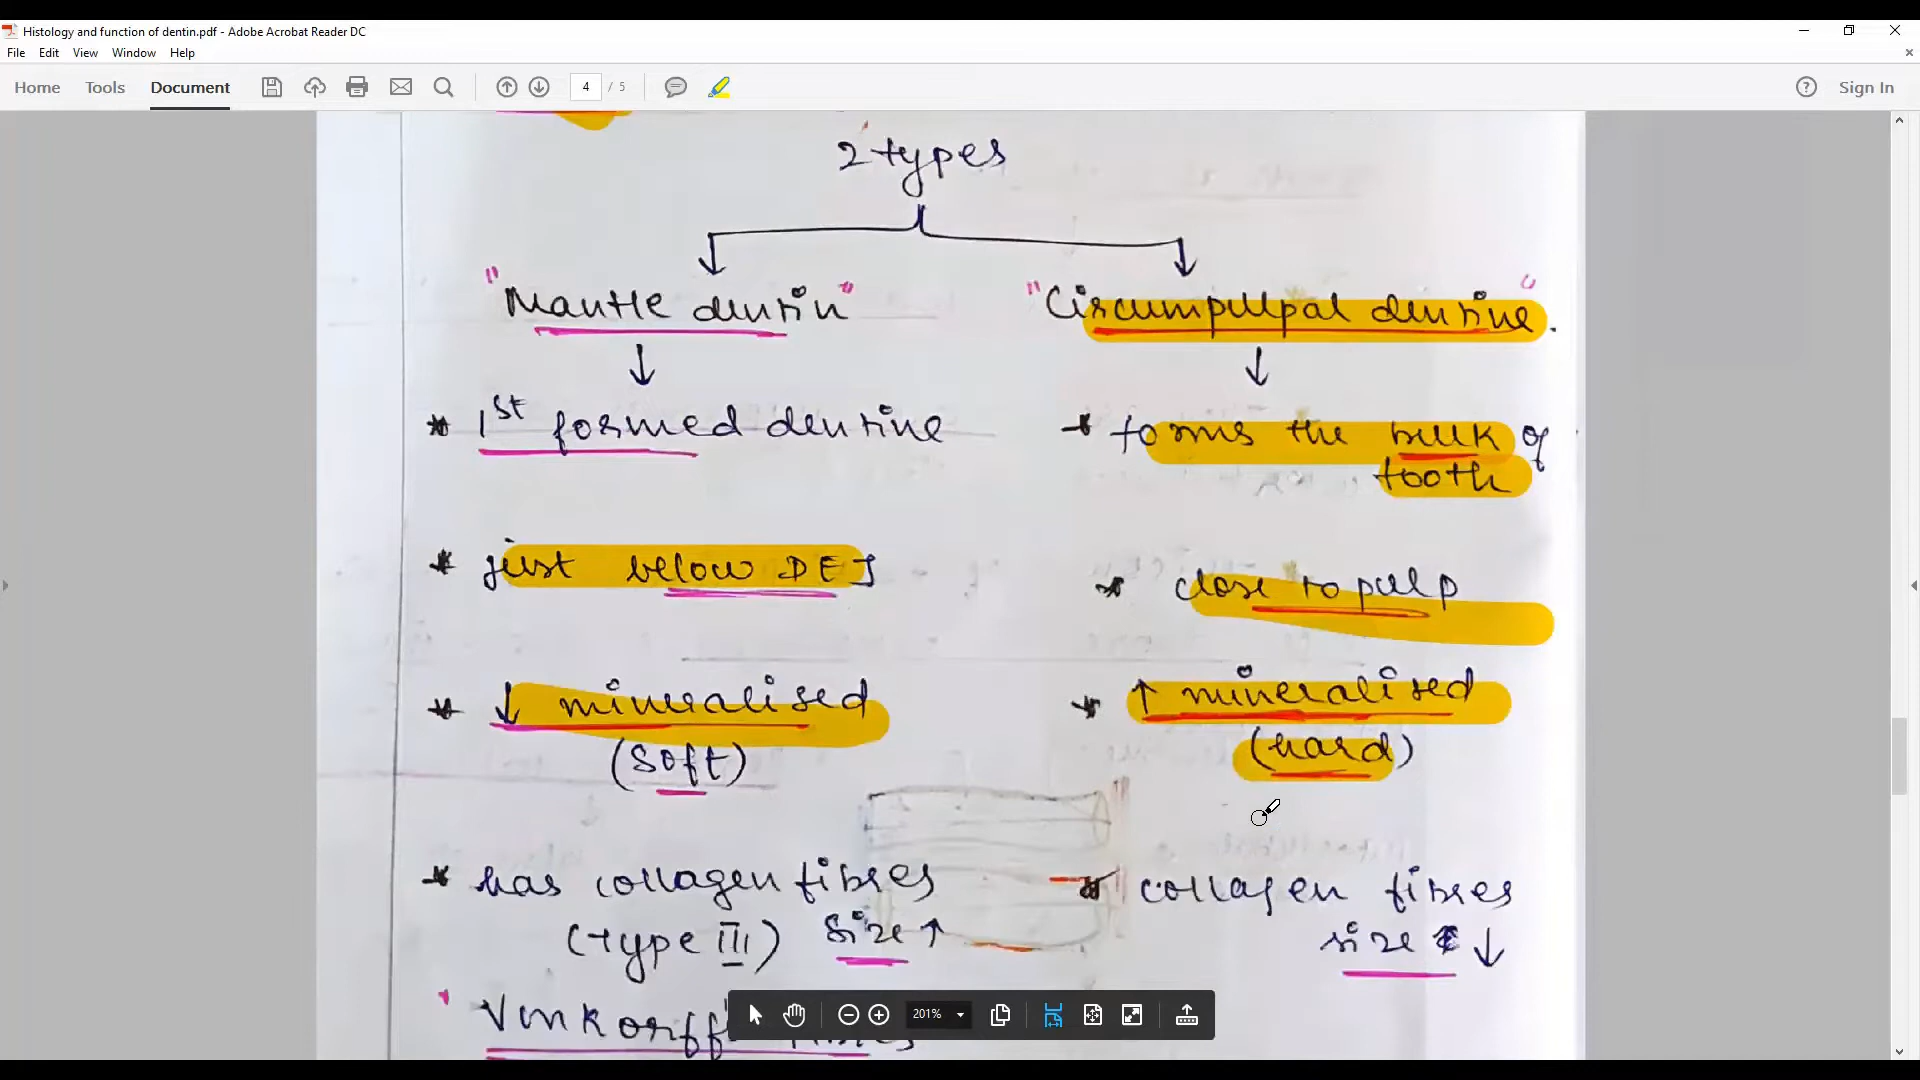 Histology and function of dentin.pdf - Adobe Acrobat Reader DC
File Edit View Window Help
Home Tools Document 4 / 5 Sign In
2 types
"Mantle dentin" "Circumpulpal dentine".
* 1st formed dentine
* forms the bulk of
tooth
* just below DEJ
* close to pulp
* ↓ mineralised
(soft)
* ↑ mineralised
(hard)
* has collagen fibres
(type III) size ↑
* collagen fibres
size ↓
Vonkorff's fibres
201%